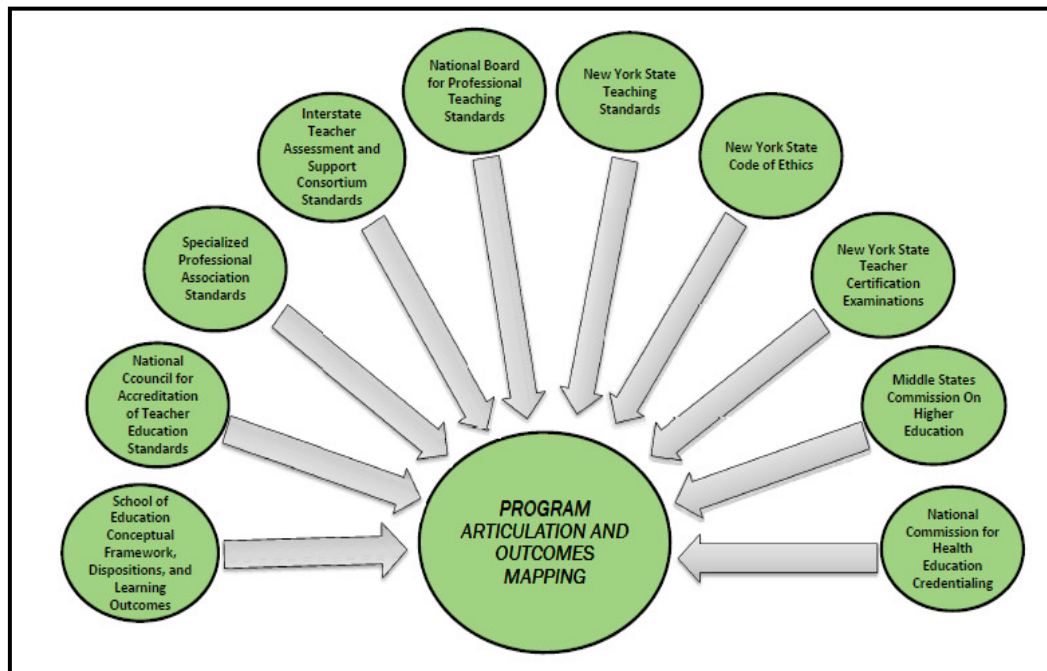 National Board
for Professional
Teaching
Standards
New York State
Teaching
Standards
Interstate
Teacher
Assessment and
Support
Consortium
Standards
New York State
Code of Ethics
Specialized
Professional
Association
Standards
New York State
Teacher
Certification
Examinations
National
Ccouncil for
Accreditation
of Teacher
Education
Standards
Middle States
Commission On
Higher
Education
School of
Education
Conceptual
Framework,
Dispositions, and
Learning
Outcomes
PROGRAM
ARTICULATION AND
OUTCOMES
MAPPING
National
Commission for
Health
Education
Credentialing